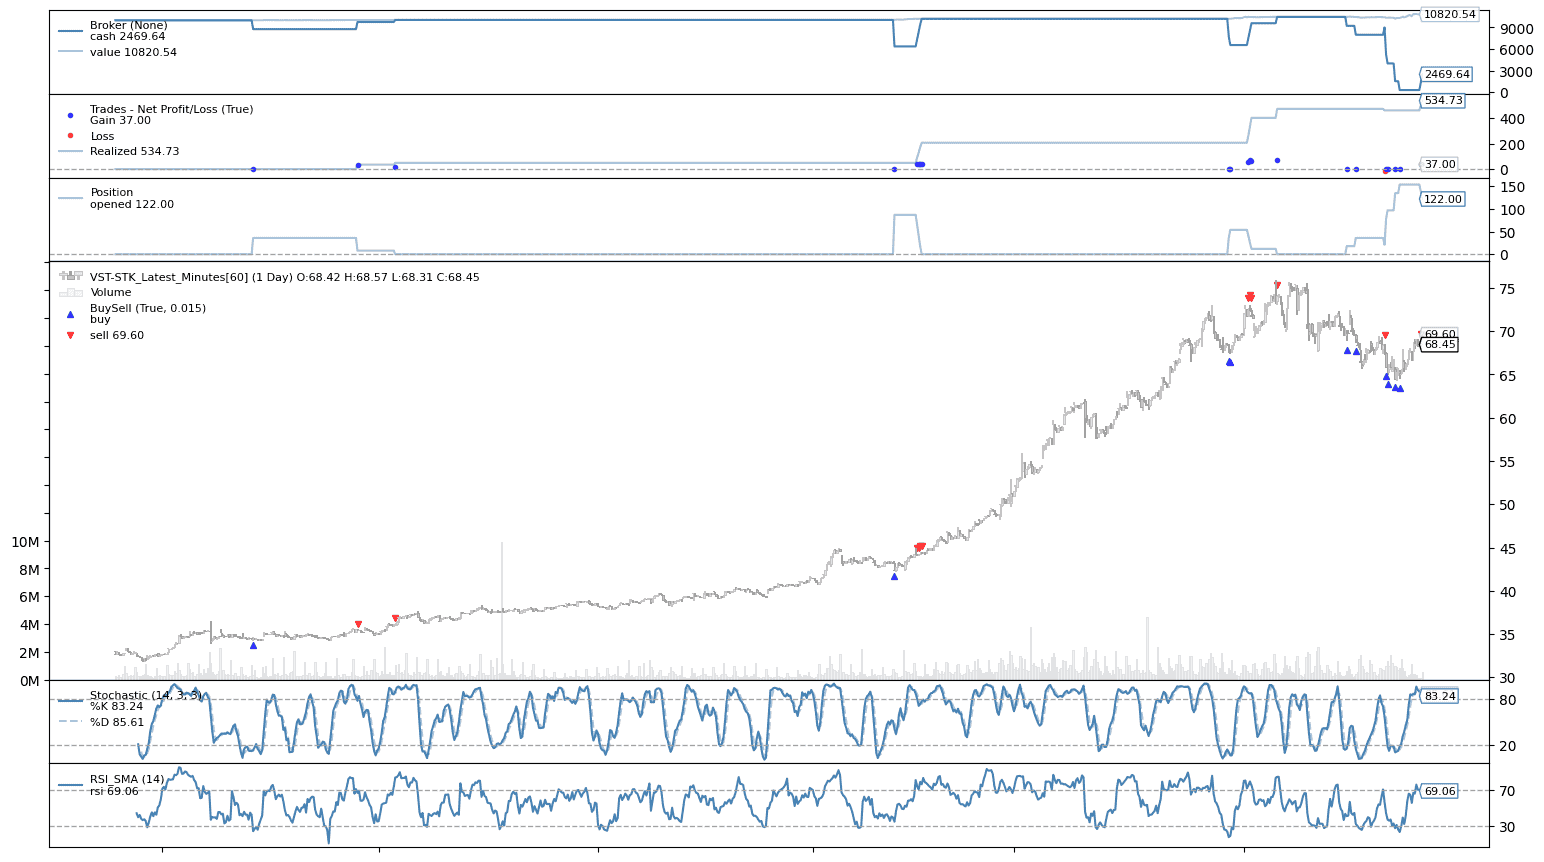 Broker (None)
cash 2469.64
value 10820.54
10820.54
9000
6000
3000
2469.64
0
Trades - Net Profit/Loss (True)
Gain 37.00
Loss
Realized 534.73
534.73
400
200
37.00
0
Position
opened 122.00
150
122.00
100
50
0
VST-STK_Latest_Minutes[60] (1 Day) O:68.42 H:68.57 L:68.31 C:68.45
Volume
BuySell (True, 0.015)
buy
sell 69.60
75
70
69.60
68.45
65
60
55
50
45
40
35
30
10M
8M
6M
4M
2M
0M
Stochastic (14, 3, 3)
%K 83.24
%D 85.61
83.24
80
20
RSI_SMA (14)
rsi 69.06
70
69.06
30